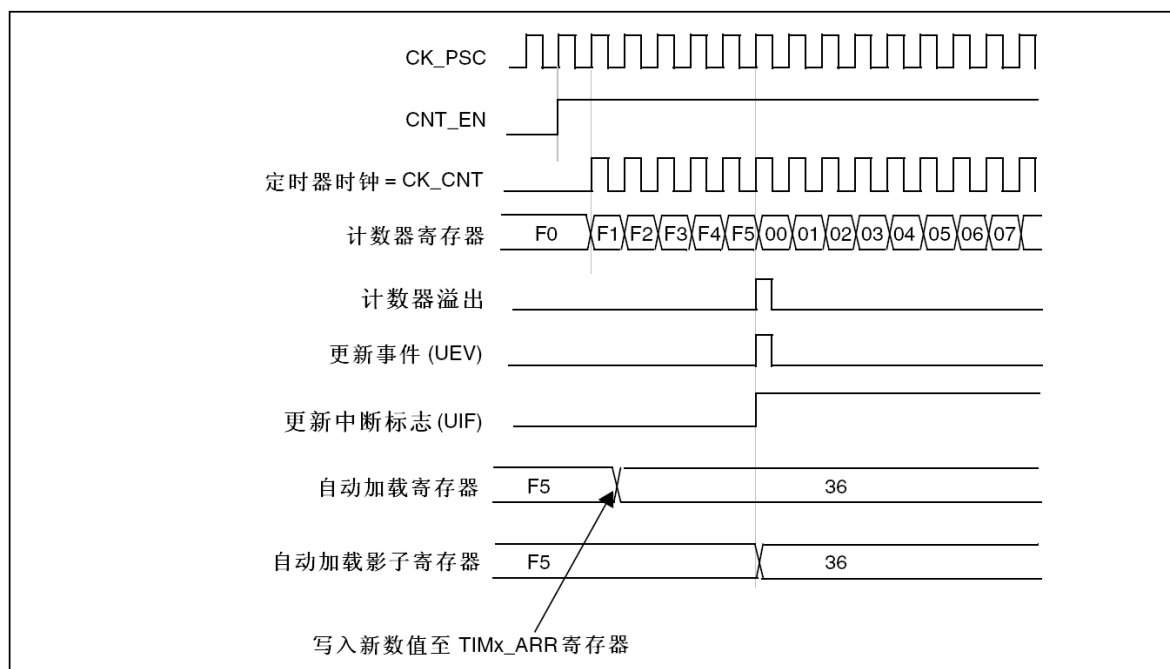 CK_PSC
CNT_EN
定时器时钟 = CK_CNT
计数器寄存器 F0 F1 F2 F3 F4 F5 00 01 02 03 04 05 06 07
计数器溢出
更新事件 (UEV)
更新中断标志 (UIF)
自动加载寄存器 F5 36
自动加载影子寄存器 F5 36
写入新数值至 TIMx_ARR 寄存器